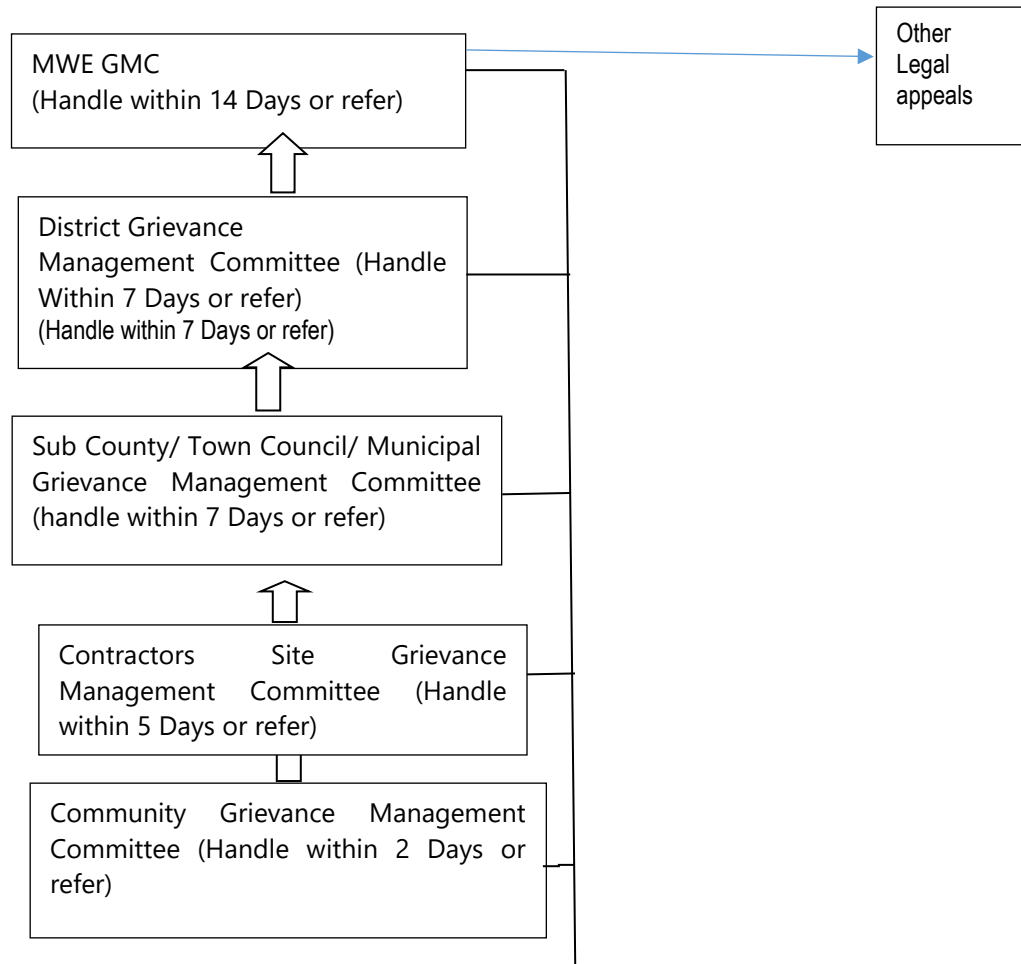 MWE GMC
(Handle within 14 Days or refer)
Other
Legal
appeals
District Grievance
Management Committee (Handle
Within 7 Days or refer)
(Handle within 7 Days or refer)
Sub County/ Town Council/ Municipal
Grievance Management Committee
(handle within 7 Days or refer)
Contractors Site Grievance
Management Committee (Handle
within 5 Days or refer)
Community Grievance Management
Committee (Handle within 2 Days or
refer)